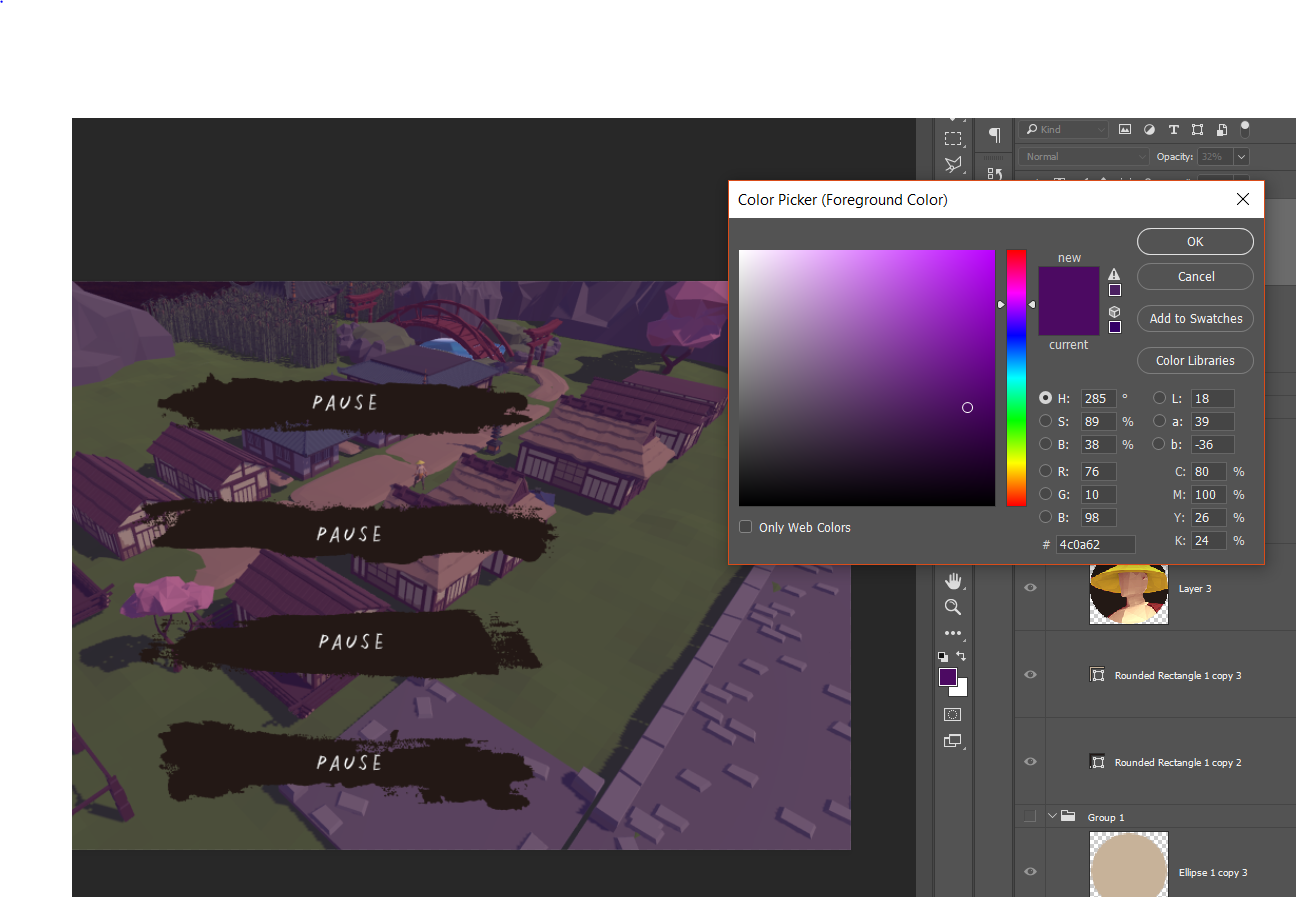 Kind
Normal Opacity: 32%
Color Picker (Foreground Color)
OK
new
Cancel
Add to Swatches
current
Color Libraries
H: 285 ° L: 18
S: 89 % a: 39
B: 38 % b: -36
R: 76 C: 80 %
G: 10 M: 100 %
B: 98 Y: 26 %
# 4c0a62 K: 24 %
Only Web Colors
PAUSE
PAUSE
PAUSE
PAUSE
Layer 3
Rounded Rectangle 1 copy 3
Rounded Rectangle 1 copy 2
Group 1
Ellipse 1 copy 3